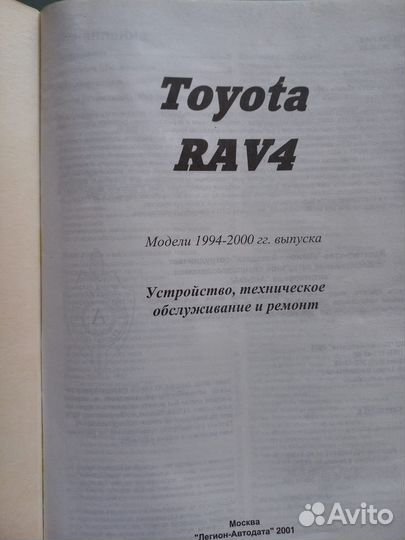 Toyota
RAV4
Модели 1994-2000 гг. выпуска
Устройство, техническое
обслуживание и ремонт
Москва
"Легион-Автодата" 2001
Avito